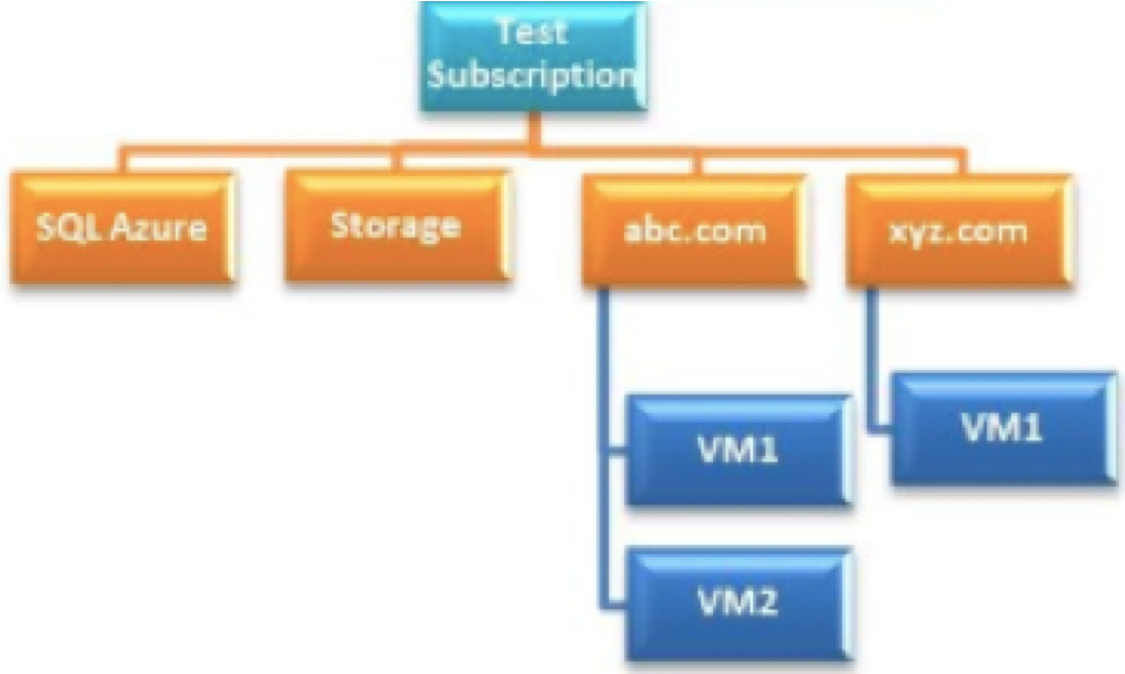 Test
Subscription
SQL Azure
Storage
abc.com
xyz.com
VM1
VM1
VM2